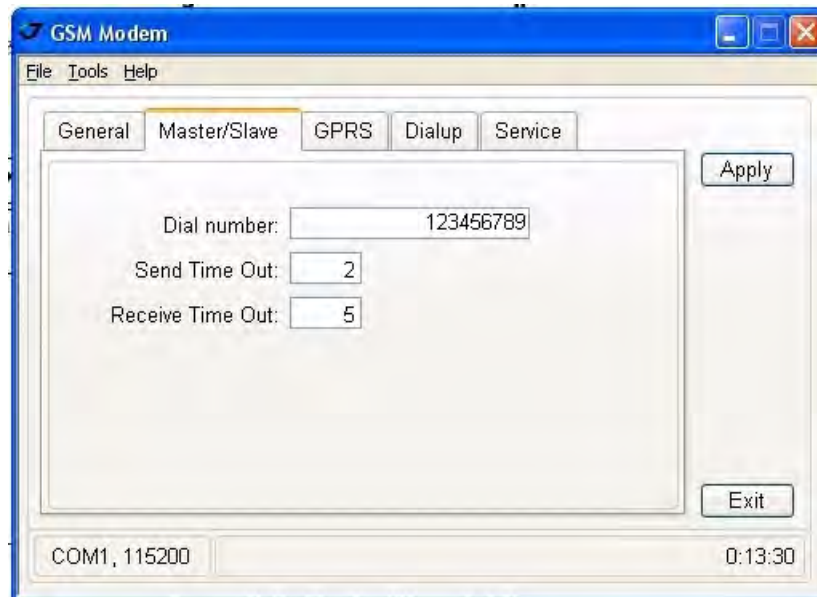 GSM Modem
File Tools Help
General Master/Slave GPRS Dialup Service
Apply
Dial number: 123456789
Send Time Out: 2
Receive Time Out: 5
Exit
COM1, 115200 0:13:30